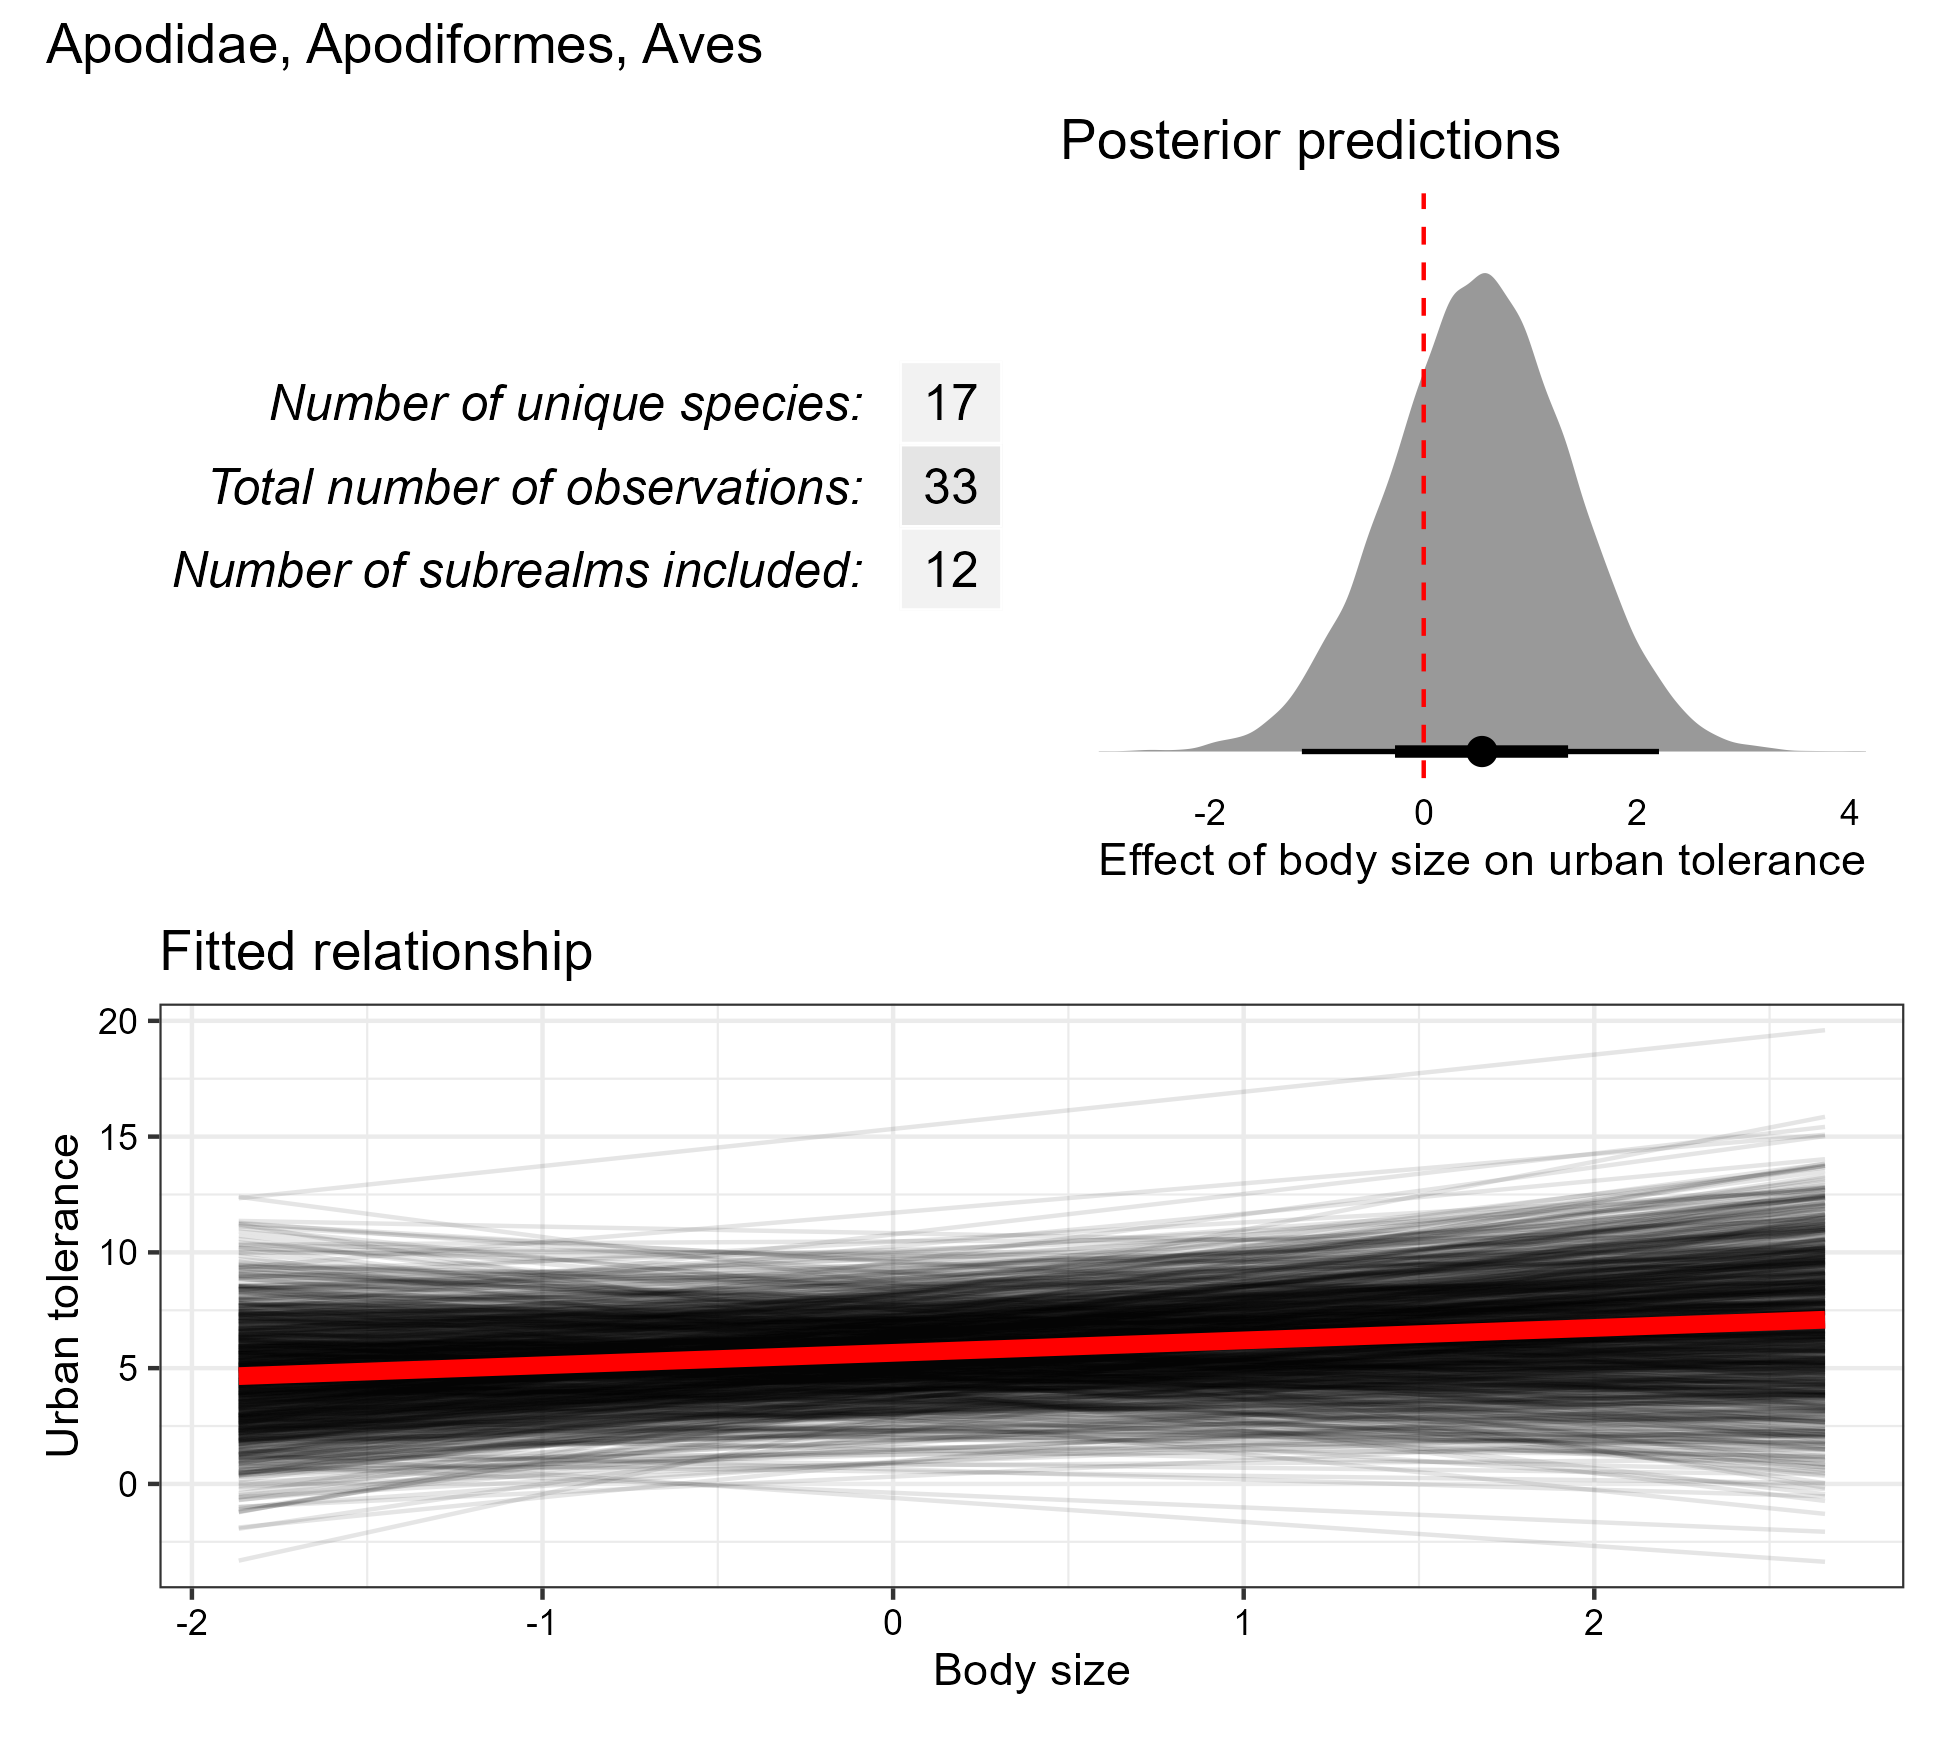 Apodidae, Apodiformes, Aves
Posterior predictions
Number of unique species: 17
Total number of observations: 33
Number of subrealms included: 12
-2 0 2 4
Effect of body size on urban tolerance
Fitted relationship
20
15
10
5
0
Urban tolerance
-2 -1 0 1 2
Body size